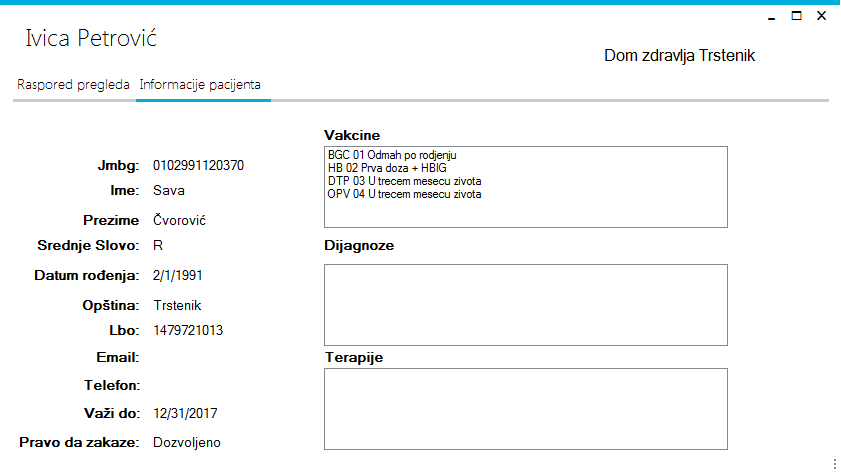 Ivica Petrović
Dom zdravlja Trstenik
Raspored pregleda Informacije pacijenta
Jmbg: 0102991120370
Ime: Sava
Prezime Čvorović
Srednje Slovo: R
Datum rođenja: 2/1/1991
Opština: Trstenik
Lbo: 1479721013
Email:
Telefon:
Važi do: 12/31/2017
Pravo da zakaze: Dozvoljeno
Vakcine
BGC 01 Odmah po rodjenju
HB 02 Prva doza + HBIG
DTP 03 U trecem mesecu zivota
OPV 04 U trecem mesecu zivota
Dijagnoze
Terapije